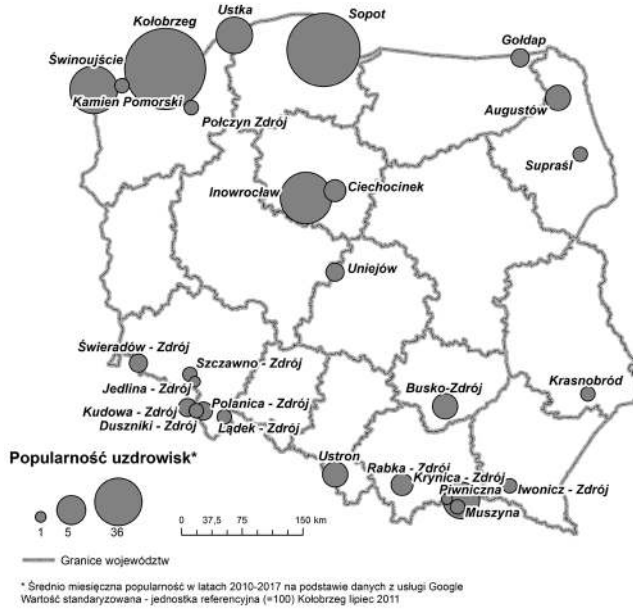 Kołobrzeg
Ustka
Sopot
Świnoujście
Gołdap
Kamien Pomorski
Augustów
Połczyn Zdrój
Supraśl
Ciechocinek
Inowrocław
Uniejów
Świeradów - Zdrój
Szczawno - Zdrój
Jedlina - Zdrój
Busko-Zdrój
Krasnobród
Kudowa - Zdrój
Polanica - Zdrój
Duszniki - Zdrój
Lądek - Zdrój
Ustron
Popularność uzdrowisk*
Rabka - Zdrój
Krynica - Zdrój
Piwniczna
Iwonicz - Zdrój
Muszyna
1 5 36
0 37,5 75 150 km
Granice województw
* Średnio miesięczna popularność w latach 2010-2017 na podstawie danych z usługi Google
Wartość standaryzowana - jednostka referencyjna (=100) Kołobrzeg lipiec 2011